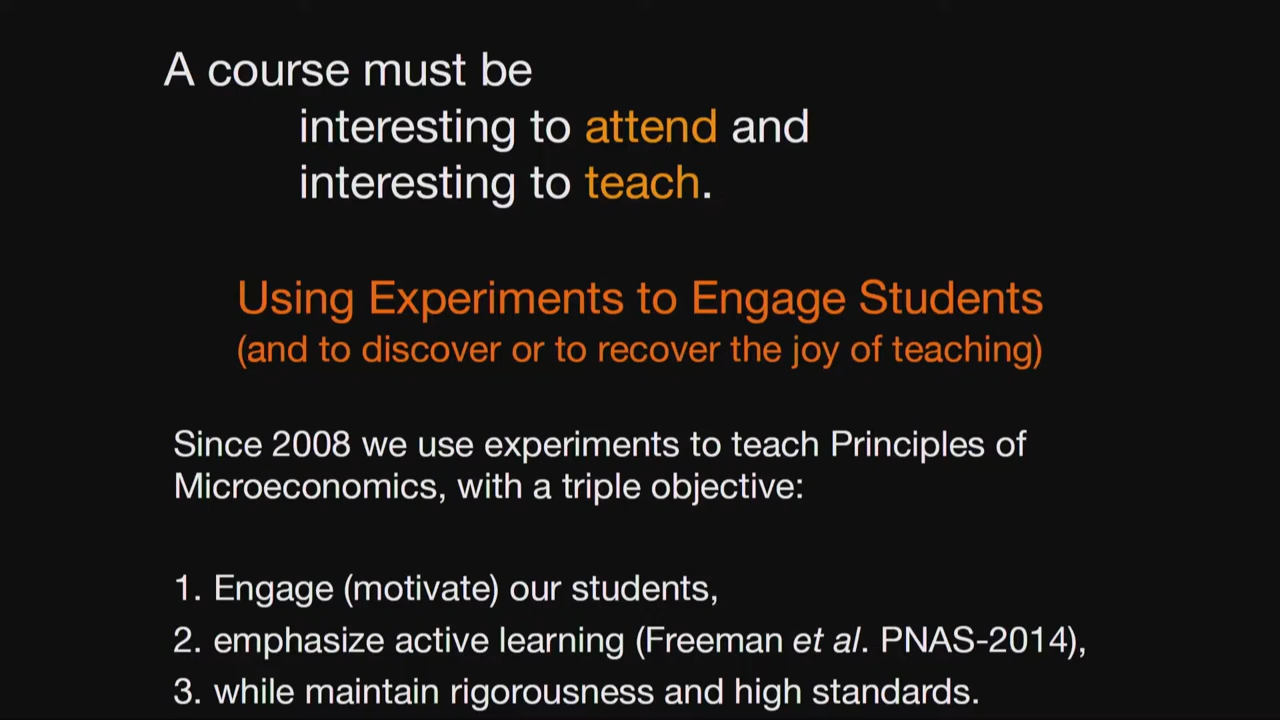 A course must be
interesting to attend and
interesting to teach.
Using Experiments to Engage Students
(and to discover or to recover the joy of teaching)
Since 2008 we use experiments to teach Principles of
Microeconomics, with a triple objective:
1. Engage (motivate) our students,
2. emphasize active learning (Freeman et al. PNAS-2014),
3. while maintain rigorousness and high standards.